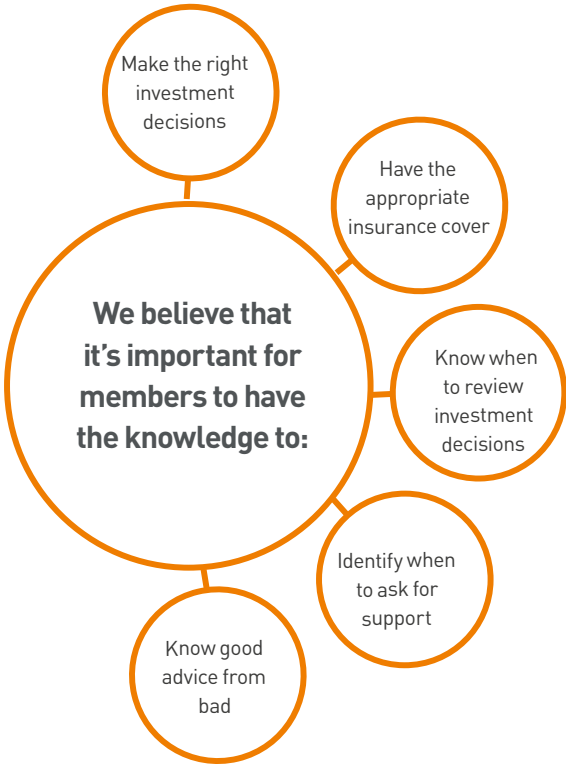 Make the right
investment
decisions
Have the
appropriate
insurance cover
We believe that
it's important for
members to have
the knowledge to:
Know when
to review
investment
decisions
Identify when
to ask for
support
Know good
advice from
bad